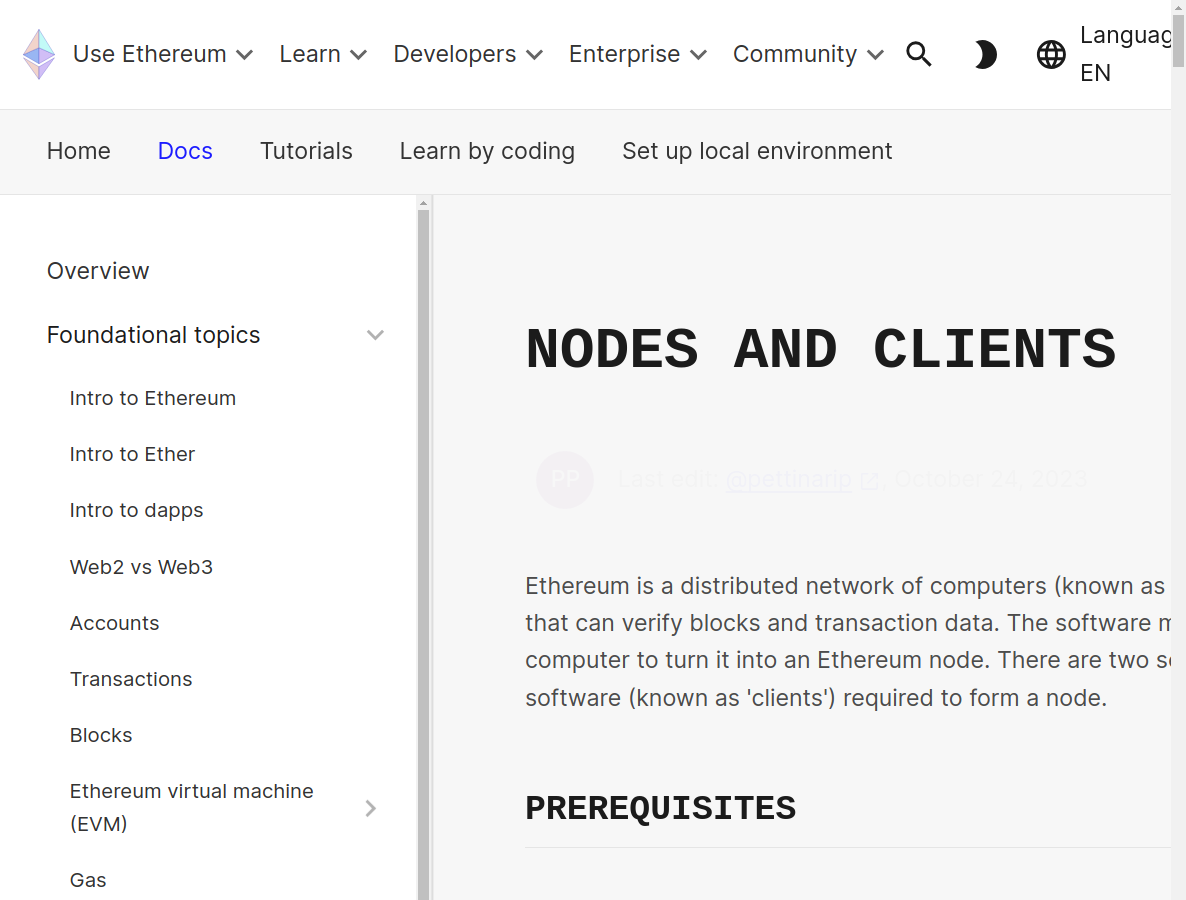 Use Ethereum
Learn
Developers
Enterprise
Community
Languag
EN
Home
Docs
Tutorials
Learn by coding
Set up local environment
Overview
Foundational topics
Intro to Ethereum
Intro to Ether
Intro to dapps
Web2 vs Web3
Accounts
Transactions
Blocks
Ethereum virtual machine
(EVM)
Gas
NODES AND CLIENTS
PP
Last edit: @pettinarip, October 24, 2023
Ethereum is a distributed network of computers (known as
that can verify blocks and transaction data. The software m
computer to turn it into an Ethereum node. There are two se
software (known as 'clients') required to form a node.
PREREQUISITES